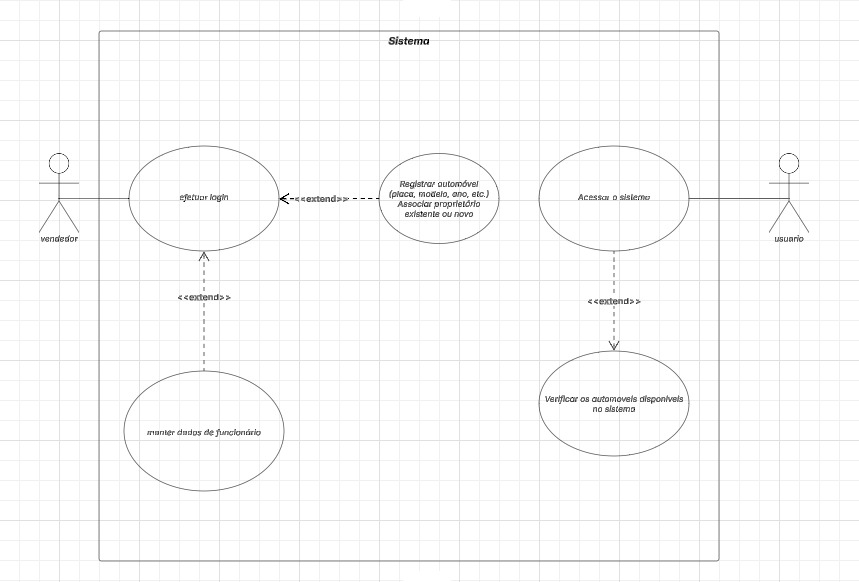 Sistema
efetuar login
<<extend>>
Registrar automóvel
(placa, modelo, ano, etc.)
Associar proprietário
existente ou novo
Acessar o sistema
vendedor
usuario
<<extend>>
<<extend>>
Verificar os automoveis disponíveis
no sistema
manter dados de funcionário